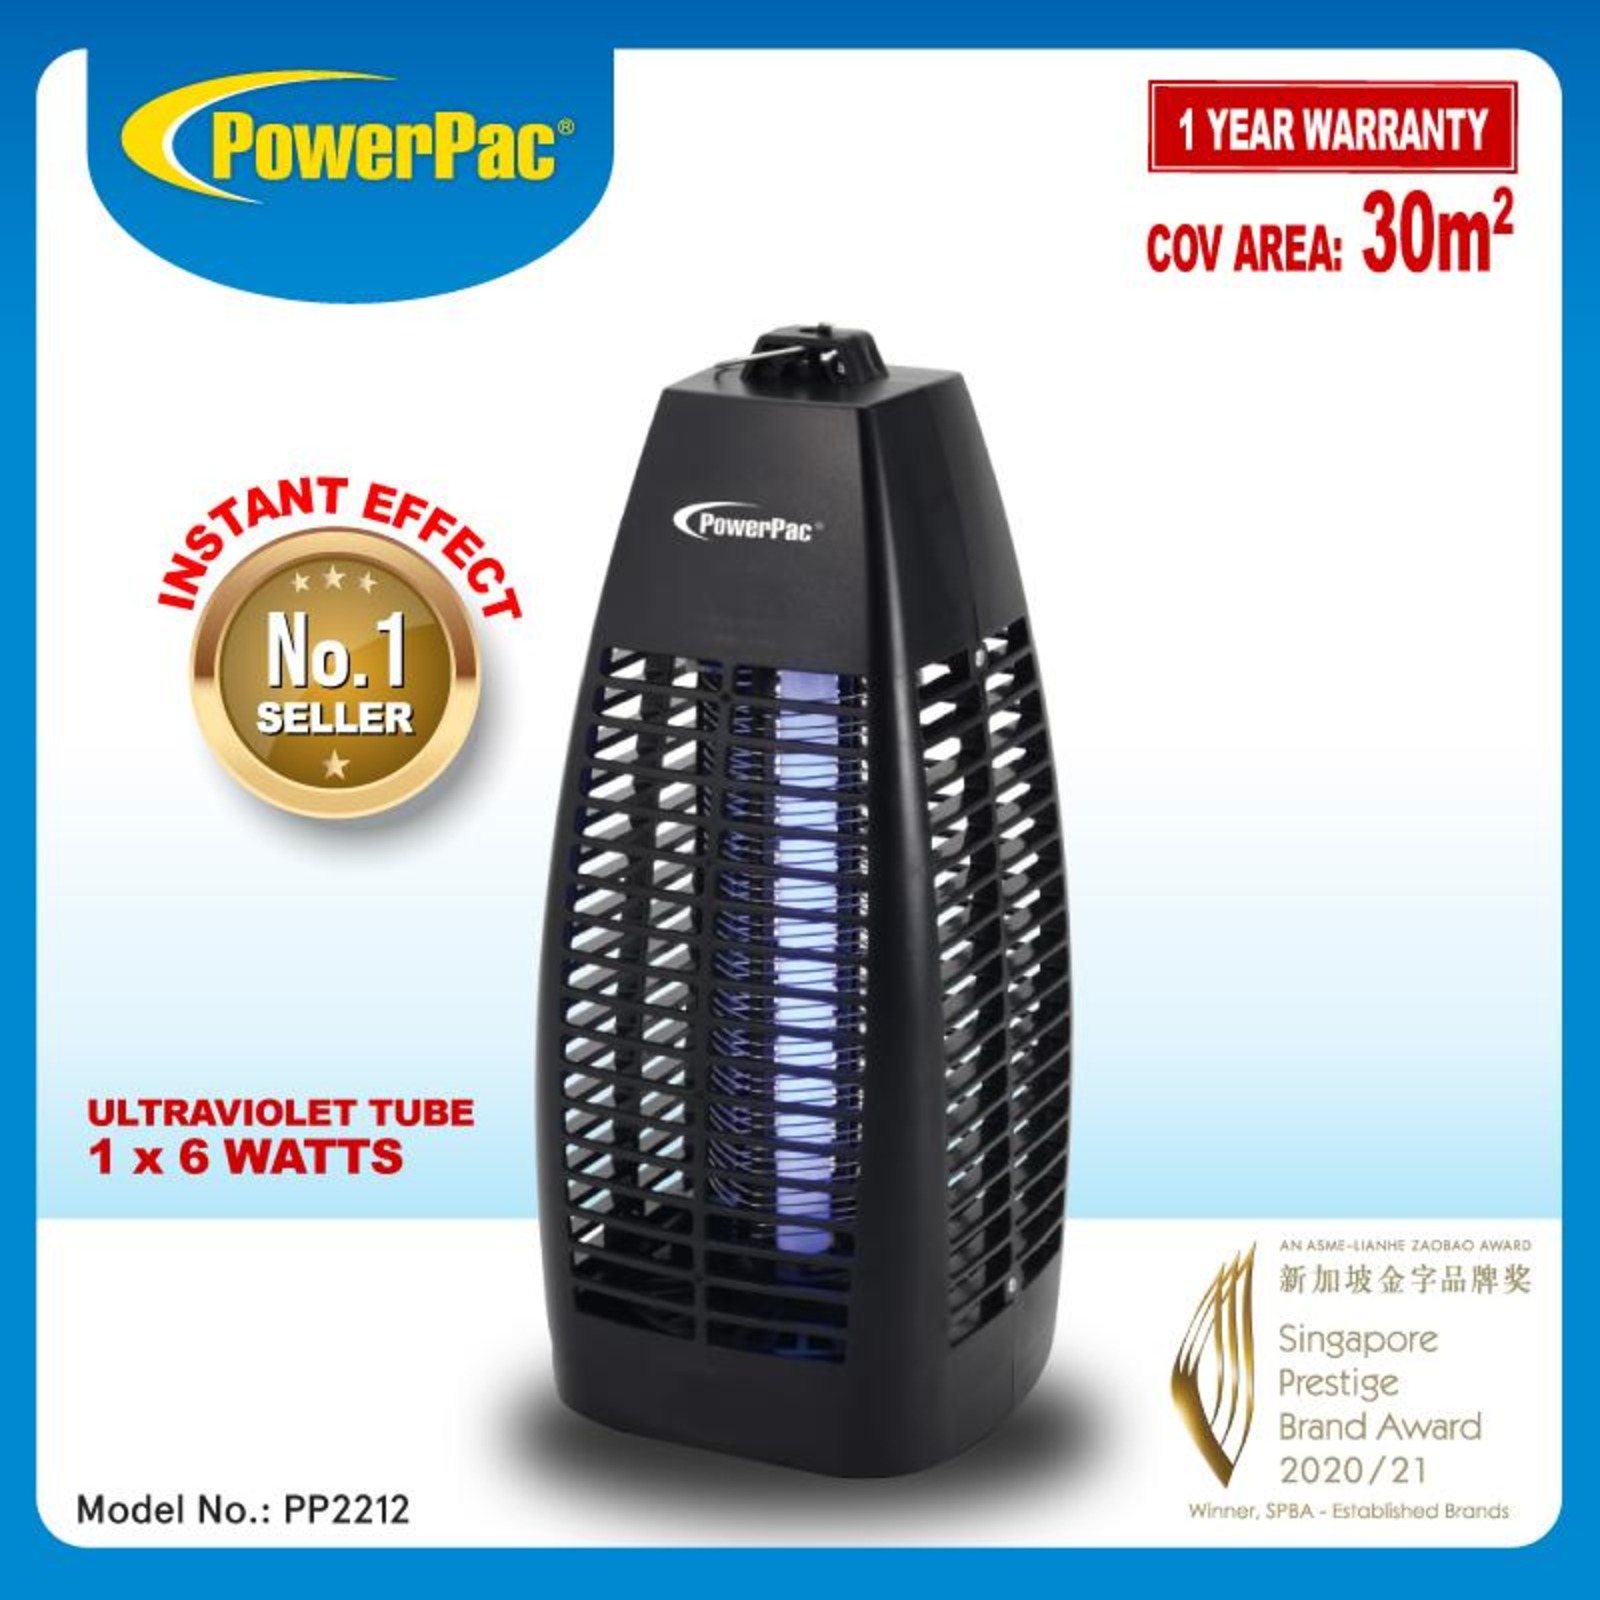 PowerPac®
1 YEAR WARRANTY
COV AREA: 30m²
PowerPac®
INSTANT EFFECT
No.1
SELLER
ULTRAVIOLET TUBE
1 x 6 WATTS
AN ASME-LIANHE ZAOBAO AWARD
新加坡金字品牌奖
Singapore
Prestige
Brand Award
2020/21
Winner, SPBA - Established Brands
Model No.: PP2212